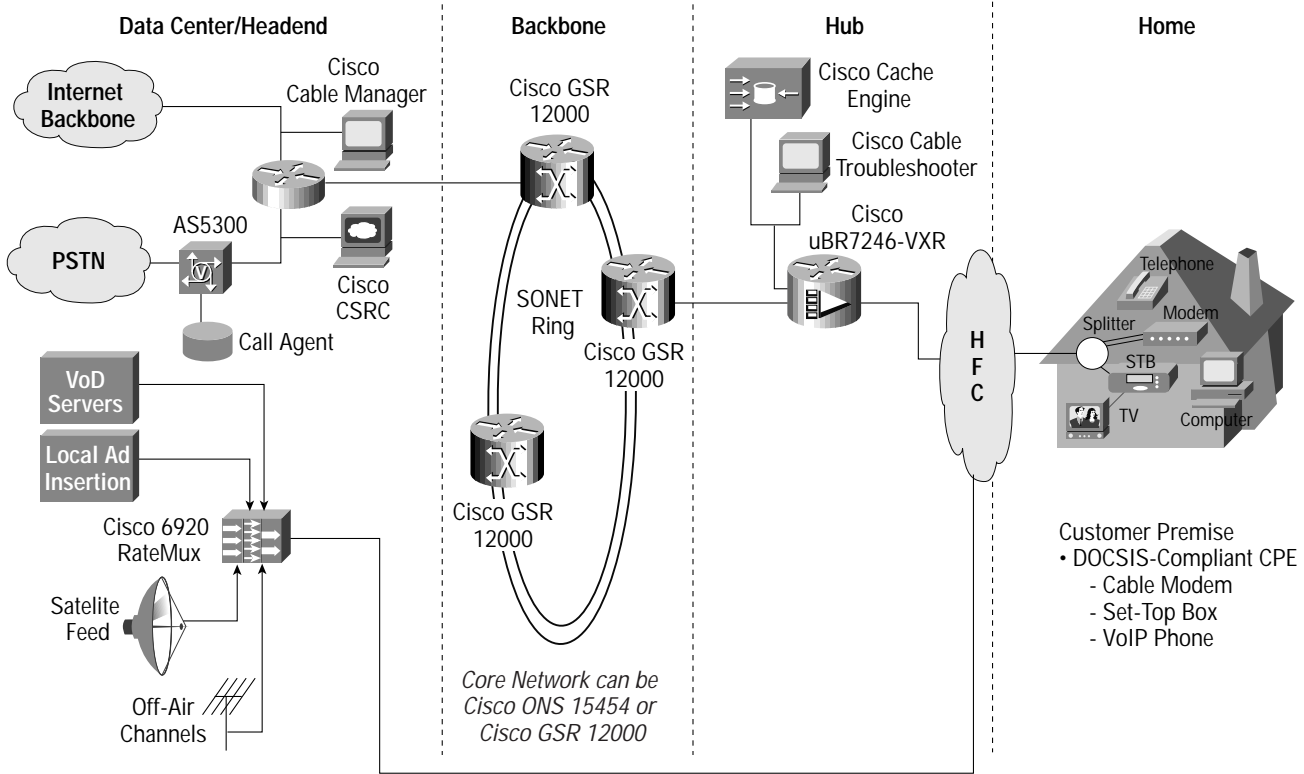 Data Center/Headend
Backbone
Hub
Home
Internet
Backbone
Cisco
Cable Manager
PSTN
AS5300
Cisco
CSRC
Call Agent
VoD
Servers
Local Ad
Insertion
Cisco 6920
RateMux
Satelite
Feed
Off-Air
Channels
Cisco GSR
12000
SONET
Ring
Cisco GSR
12000
Cisco GSR
12000
Core Network can be
Cisco ONS 15454 or
Cisco GSR 12000
Cisco Cache
Engine
Cisco Cable
Troubleshooter
Cisco
uBR7246-VXR
H
F
C
Telephone
Modem
Splitter
STB
TV
Computer
Customer Premise
• DOCSIS-Compliant CPE
- Cable Modem
- Set-Top Box
- VoIP Phone
V